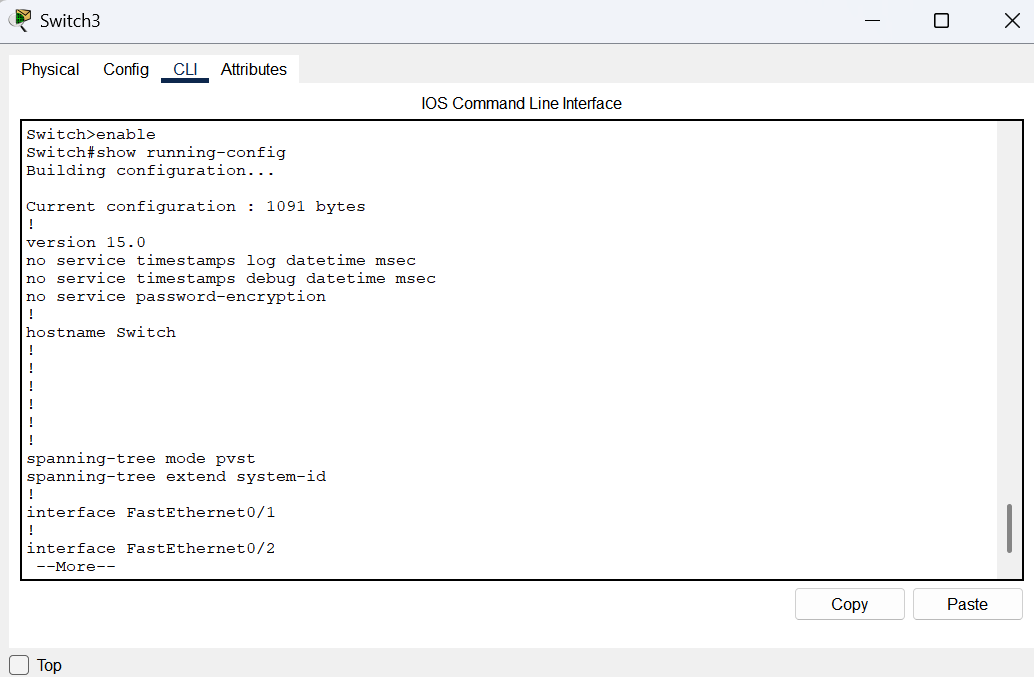 Switch3
Physical Config CLI Attributes
IOS Command Line Interface
Switch>enable
Switch#show running-config
Building configuration...
Current configuration : 1091 bytes
!
version 15.0
no service timestamps log datetime msec
no service timestamps debug datetime msec
no service password-encryption
!
hostname Switch
!
!
!
!
!
!
spanning-tree mode pvst
spanning-tree extend system-id
!
interface FastEthernet0/1
!
interface FastEthernet0/2
--More--
Copy Paste
Top